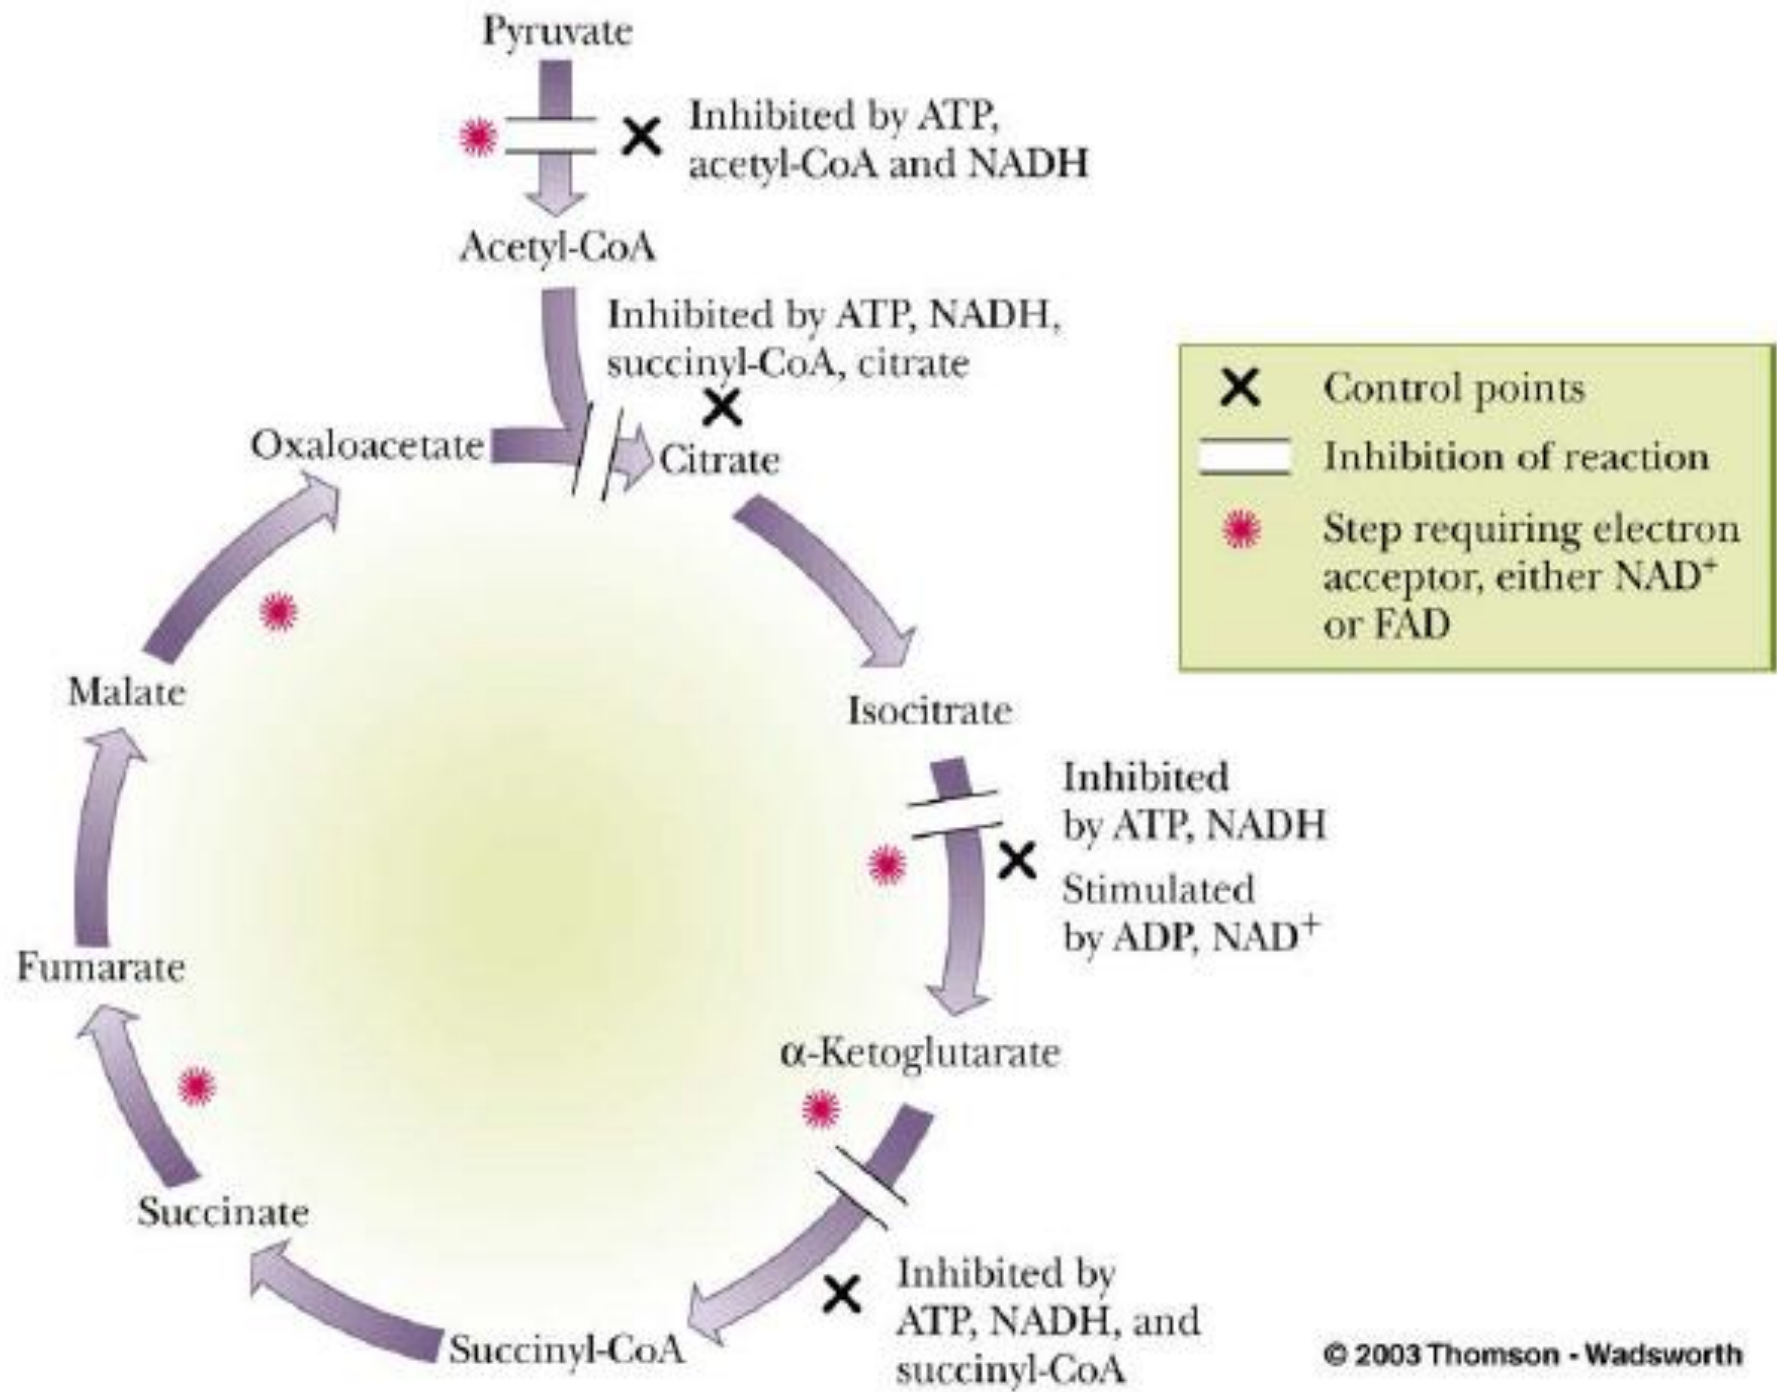 Pyruvate
Inhibited by ATP,
acetyl-CoA and NADH
Acetyl-CoA
Inhibited by ATP, NADH,
succinyl-CoA, citrate
Oxaloacetate
Citrate
Control points
Inhibition of reaction
Step requiring electron
acceptor, either NAD⁺
or FAD
Malate
Isocitrate
Inhibited
by ATP, NADH
Stimulated
by ADP, NAD⁺
Fumarate
α-Ketoglutarate
Succinate
Succinyl-CoA
Inhibited by
ATP, NADH, and
succinyl-CoA
© 2003 Thomson - Wadsworth